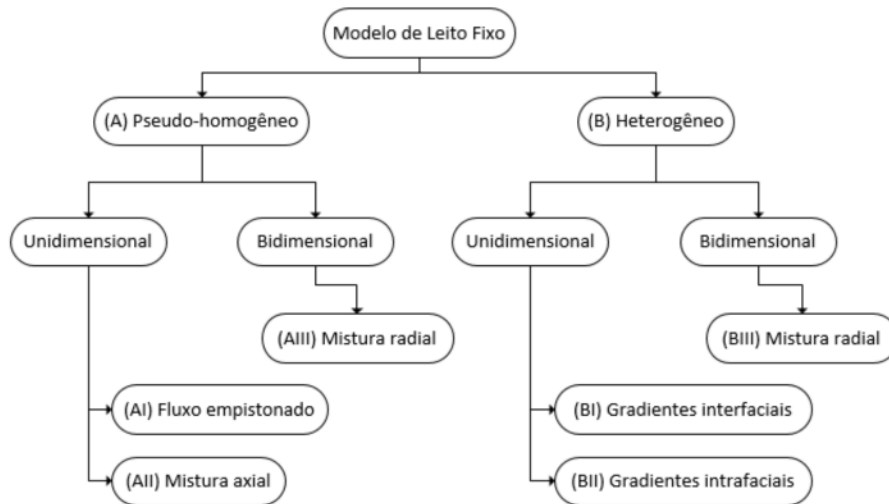 Modelo de Leito Fixo
(A) Pseudo-homogêneo
(B) Heterogêneo
Unidimensional
Bidimensional
Unidimensional
Bidimensional
(AIII) Mistura radial
(BIII) Mistura radial
(AI) Fluxo empistonado
(BI) Gradientes interfaciais
(AII) Mistura axial
(BII) Gradientes intrafaciais